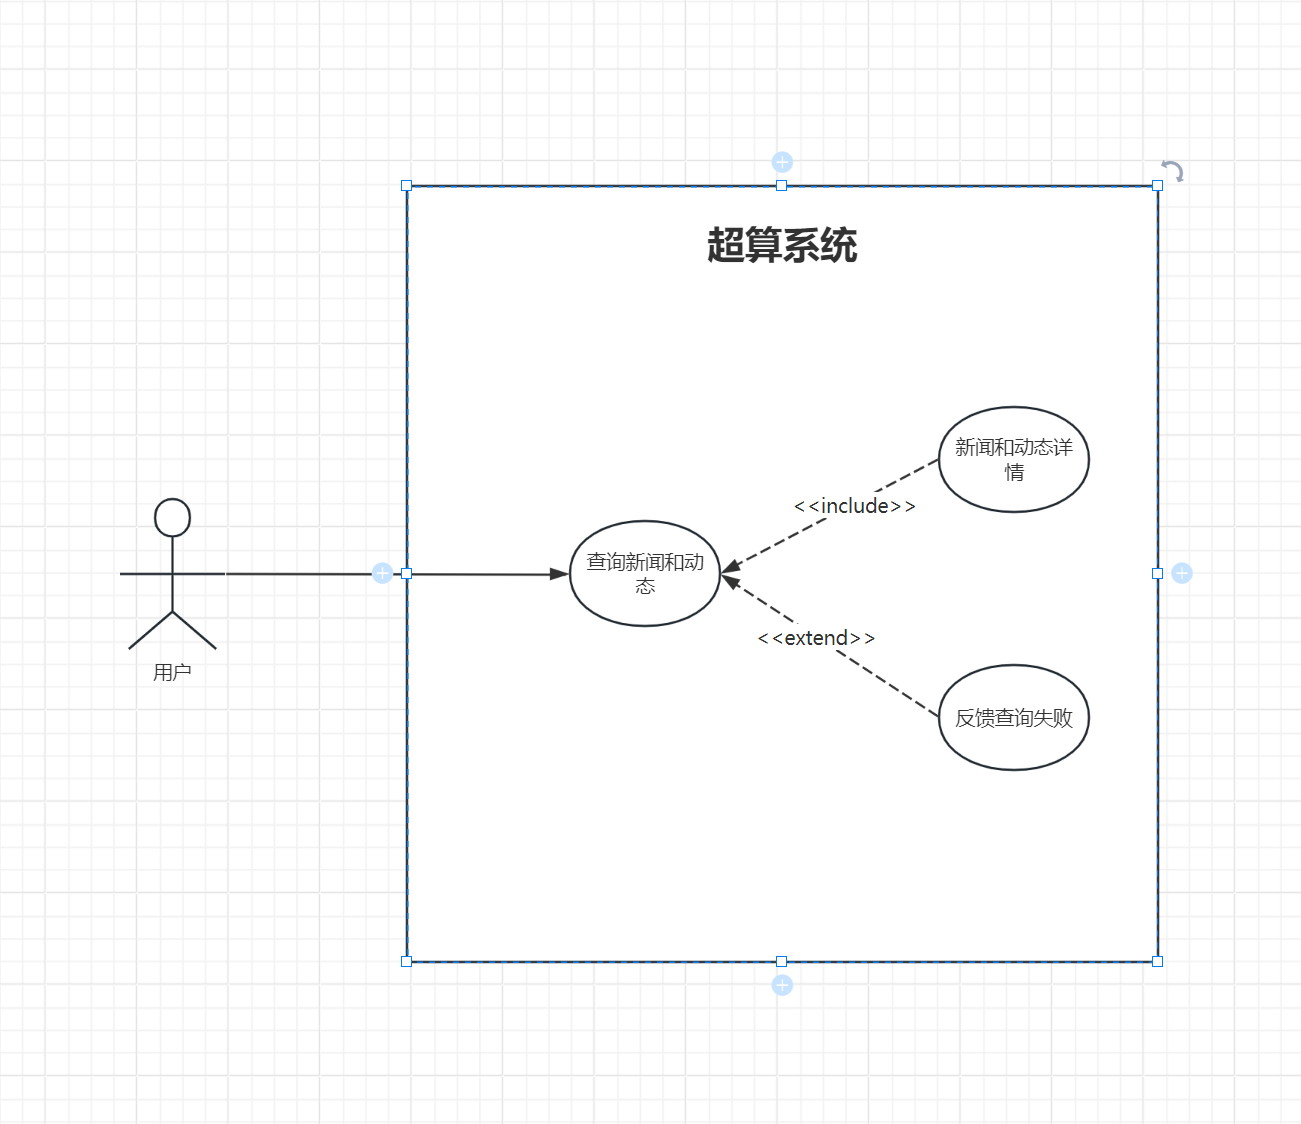 超算系统
新闻和动态详
情
<<include>>
查询新闻和动
态
<<extend>>
用户
反馈查询失败